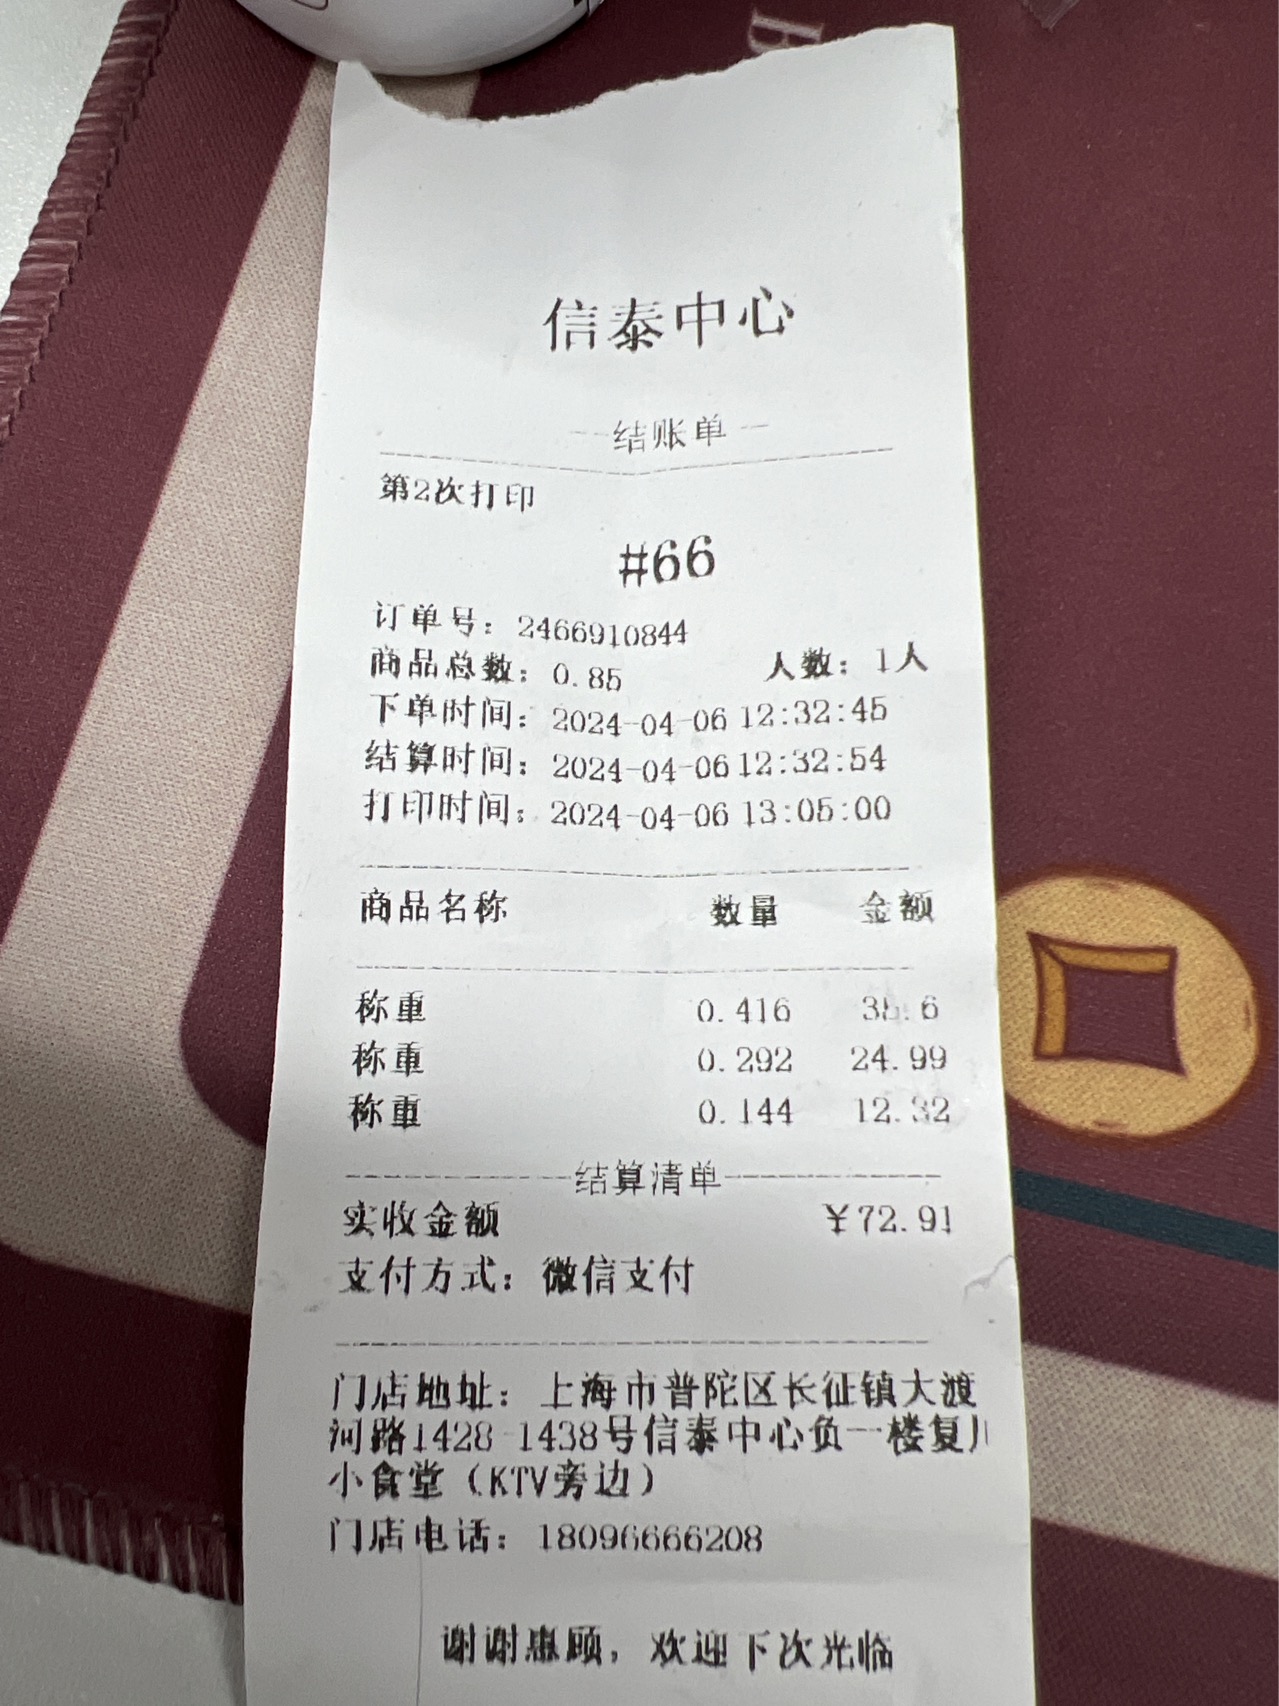 信泰中心
结账单
第2次打印
#66
订单号：2466910844
商品总数：0.85 人数：1人
下单时间：2024-04-06 12:32:45
结算时间：2024-04-06 12:32:54
打印时间：2024-04-06 13:05:00
商品名称 数量 金额
称重 0.416 35.6
称重 0.292 24.99
称重 0.144 12.32
结算清单
实收金额 ¥72.91
支付方式：微信支付
门店地址：上海市普陀区长征镇大渡
河路1428-1438号信泰中心负一楼复
小食堂（KTV旁边）
门店电话：18096666208
谢谢惠顾，欢迎下次光临